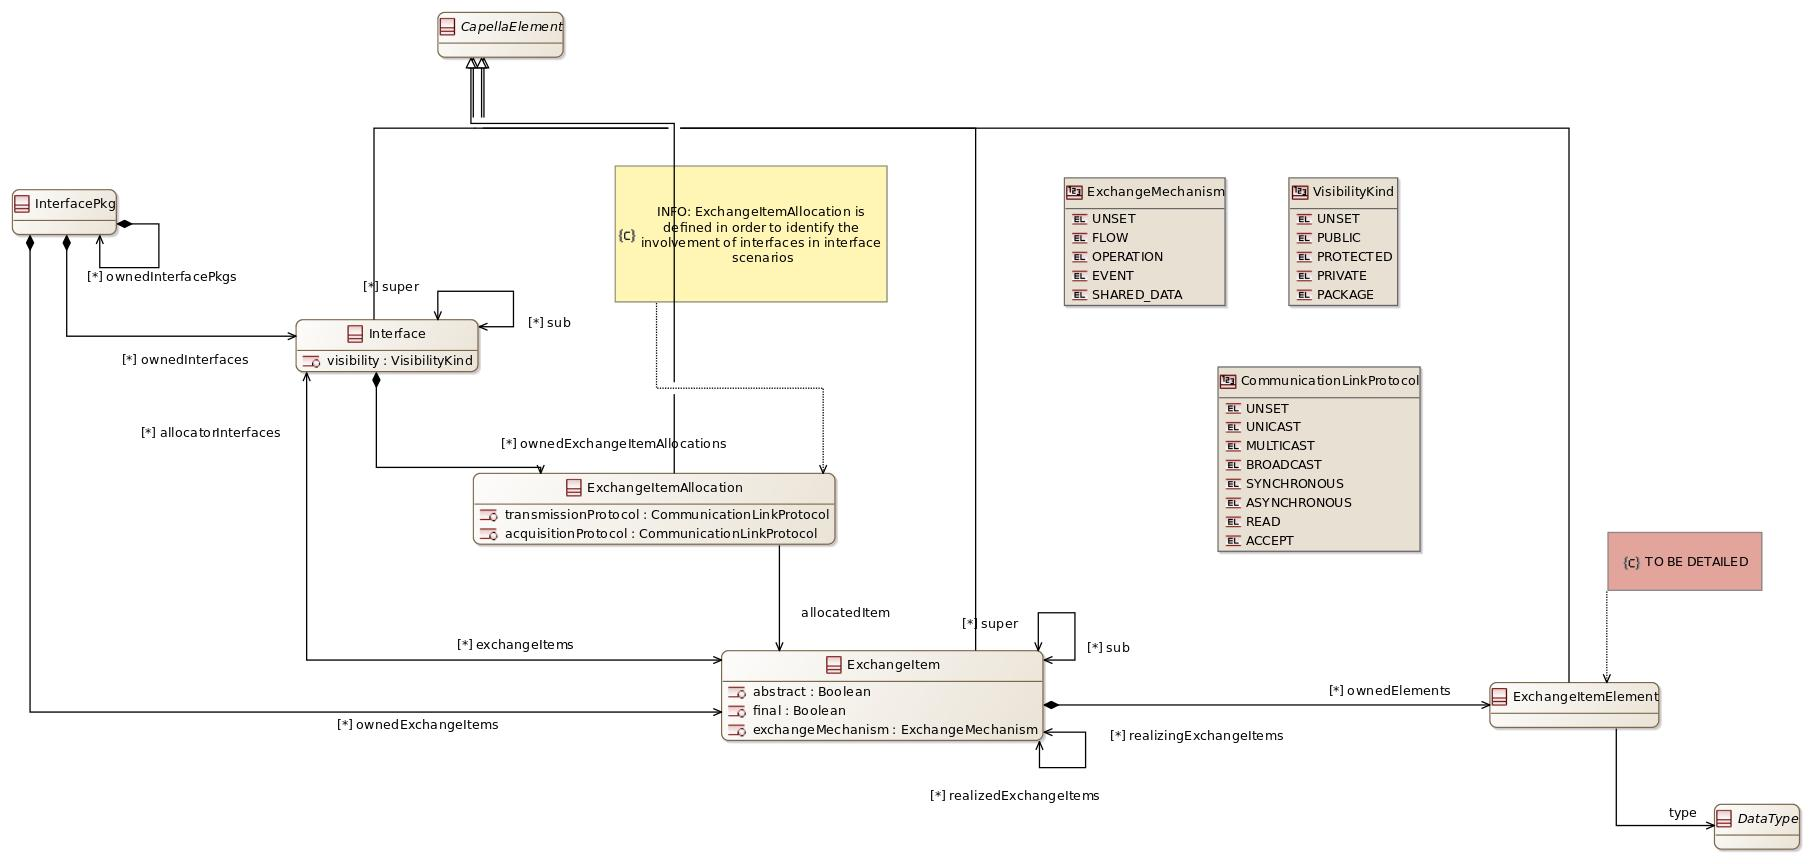 CapellaElement
InterfacePkg
[*] ownedInterfacePkgs
[*] ownedInterfaces
[*] super
[*] sub
Interface
visibility : VisibilityKind
[*] allocatorInterfaces
{c} INFO: ExchangeItemAllocation is
defined in order to identify the
involvement of interfaces in interface
scenarios
ExchangeMechanism
UNSET
FLOW
OPERATION
EVENT
SHARED_DATA
VisibilityKind
UNSET
PUBLIC
PROTECTED
PRIVATE
PACKAGE
CommunicationLinkProtocol
UNSET
UNICAST
MULTICAST
BROADCAST
SYNCHRONOUS
ASYNCHRONOUS
READ
ACCEPT
[*] ownedExchangeItemAllocations
ExchangeItemAllocation
transmissionProtocol : CommunicationLinkProtocol
acquisitionProtocol : CommunicationLinkProtocol
{c} TO BE DETAILED
allocatedItem
[*] super
[*] sub
[*] exchangeItems
ExchangeItem
abstract : Boolean
final : Boolean
exchangeMechanism : ExchangeMechanism
[*] ownedExchangeItems
[*] ownedElements
ExchangeItemElement
[*] realizingExchangeItems
[*] realizedExchangeItems
type
DataType